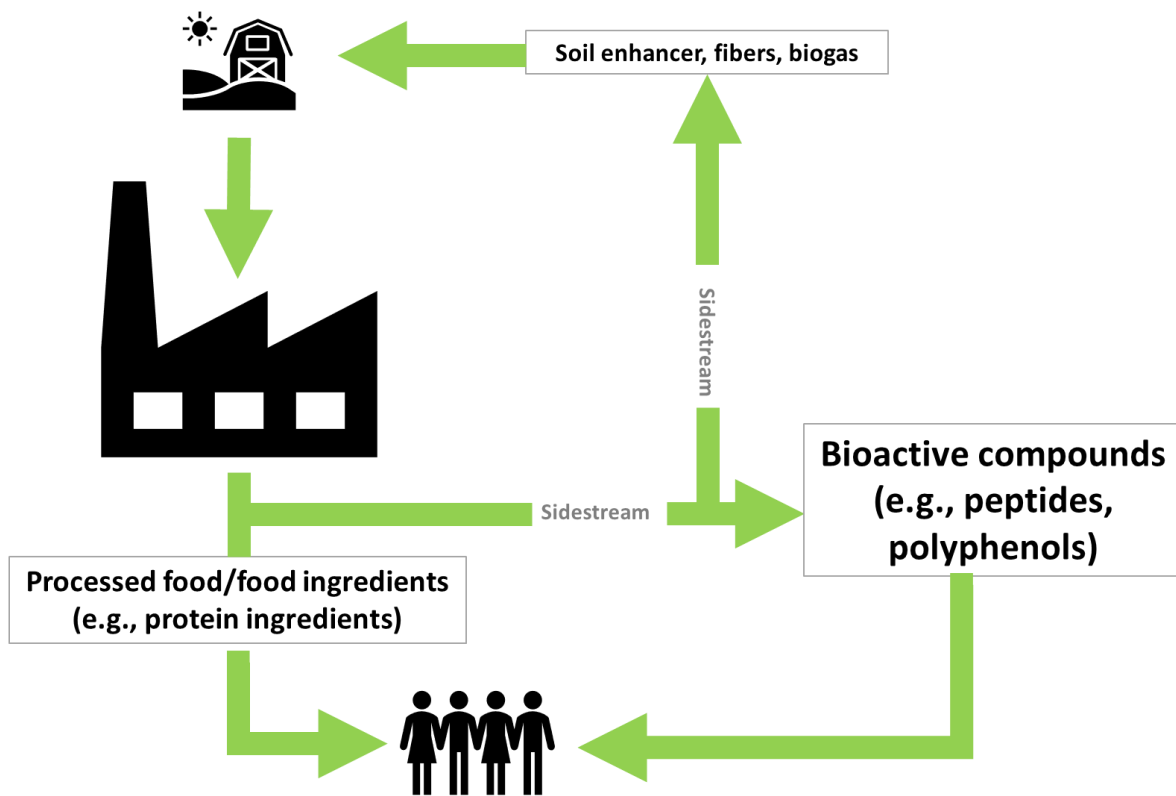 Soil enhancer, fibers, biogas
Sidestream
Sidestream
Bioactive compounds
(e.g., peptides,
polyphenols)
Processed food/food ingredients
(e.g., protein ingredients)